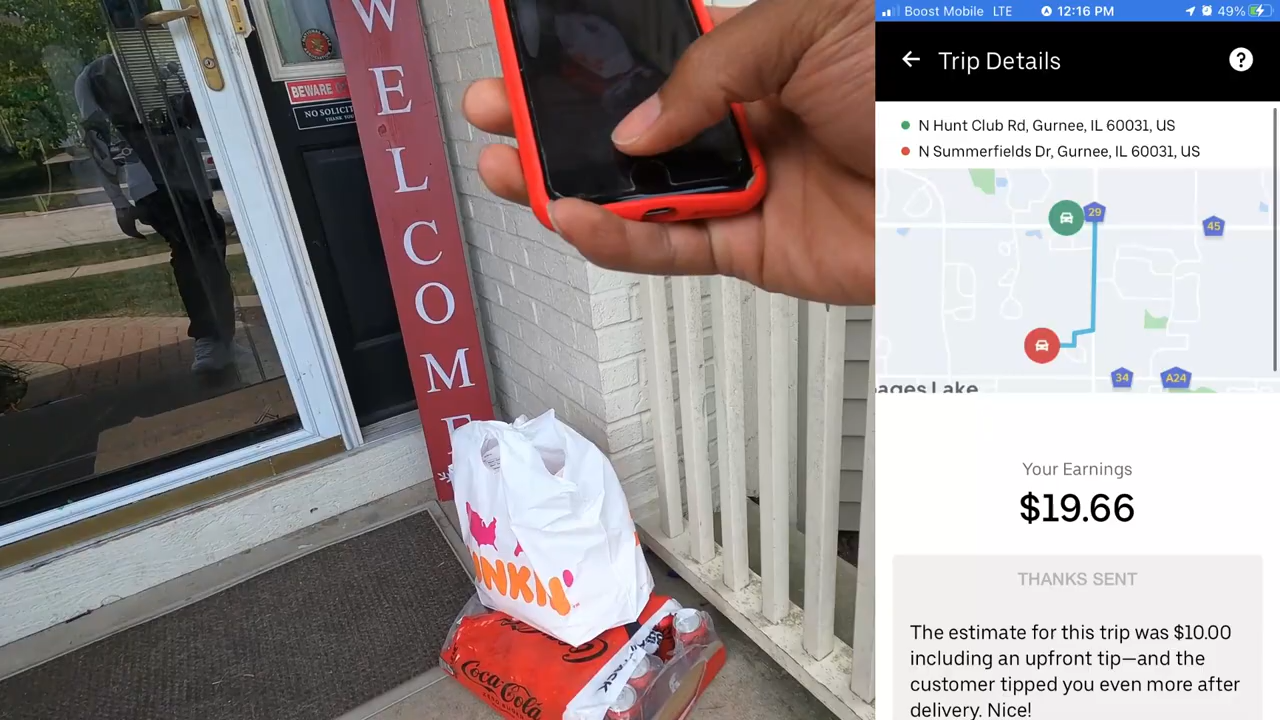 WELCOME
BEWARE
NO SOLICIT
THANK YOU
Coca-Cola
Boost Mobile LTE 12:16 PM 49%
Trip Details
?
N Hunt Club Rd, Gurnee, IL 60031, US
N Summerfields Dr, Gurnee, IL 60031, US
29
45
34
A24
ages Lake
Your Earnings
$19.66
THANKS SENT
The estimate for this trip was $10.00
including an upfront tip—and the
customer tipped you even more after
delivery. Nice!